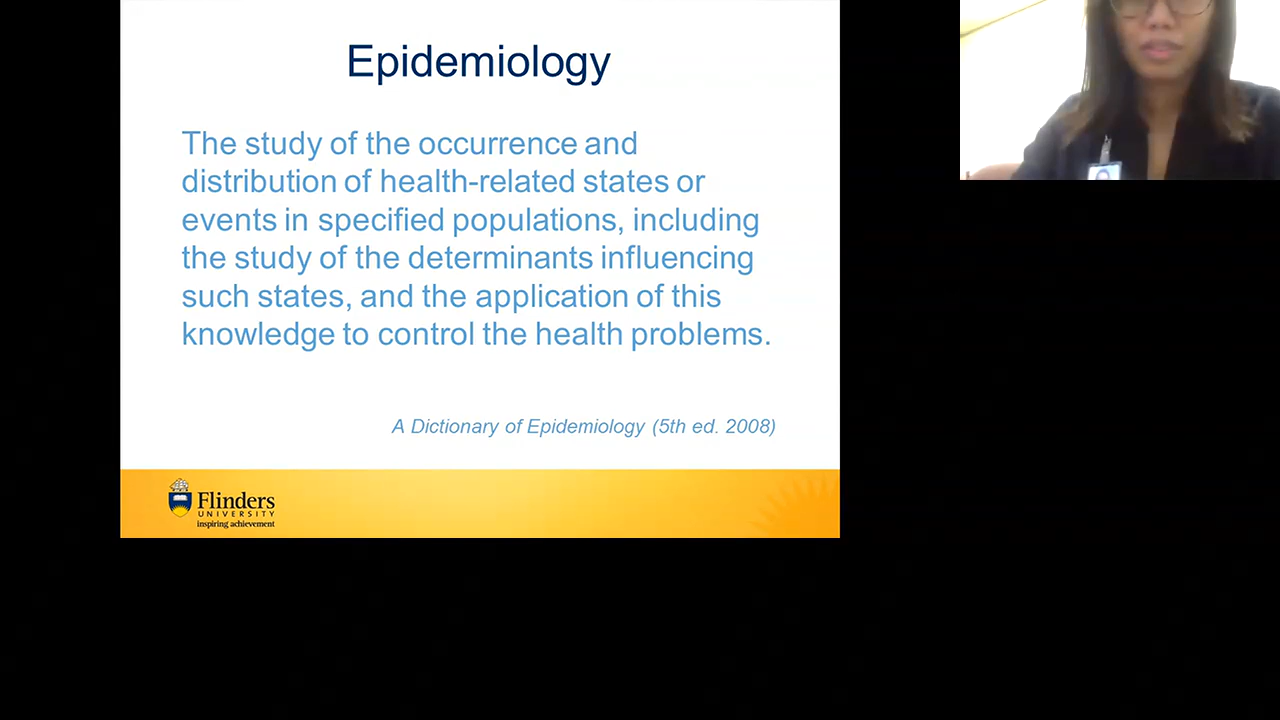 Epidemiology
The study of the occurrence and
distribution of health-related states or
events in specified populations, including
the study of the determinants influencing
such states, and the application of this
knowledge to control the health problems.
A Dictionary of Epidemiology (5th ed. 2008)
Flinders
UNIVERSITY
inspiring achievement